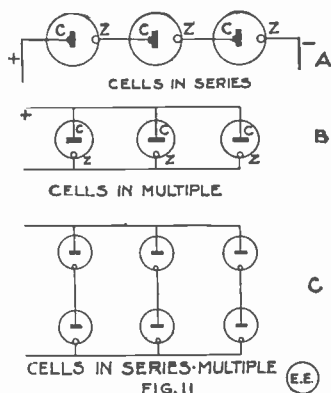 C Z C Z C Z
+ − A
CELLS IN SERIES
+
C C C B
Z Z Z
CELLS IN MULTIPLE
C
CELLS IN SERIES-MULTIPLE
FIG. 11 E.E.